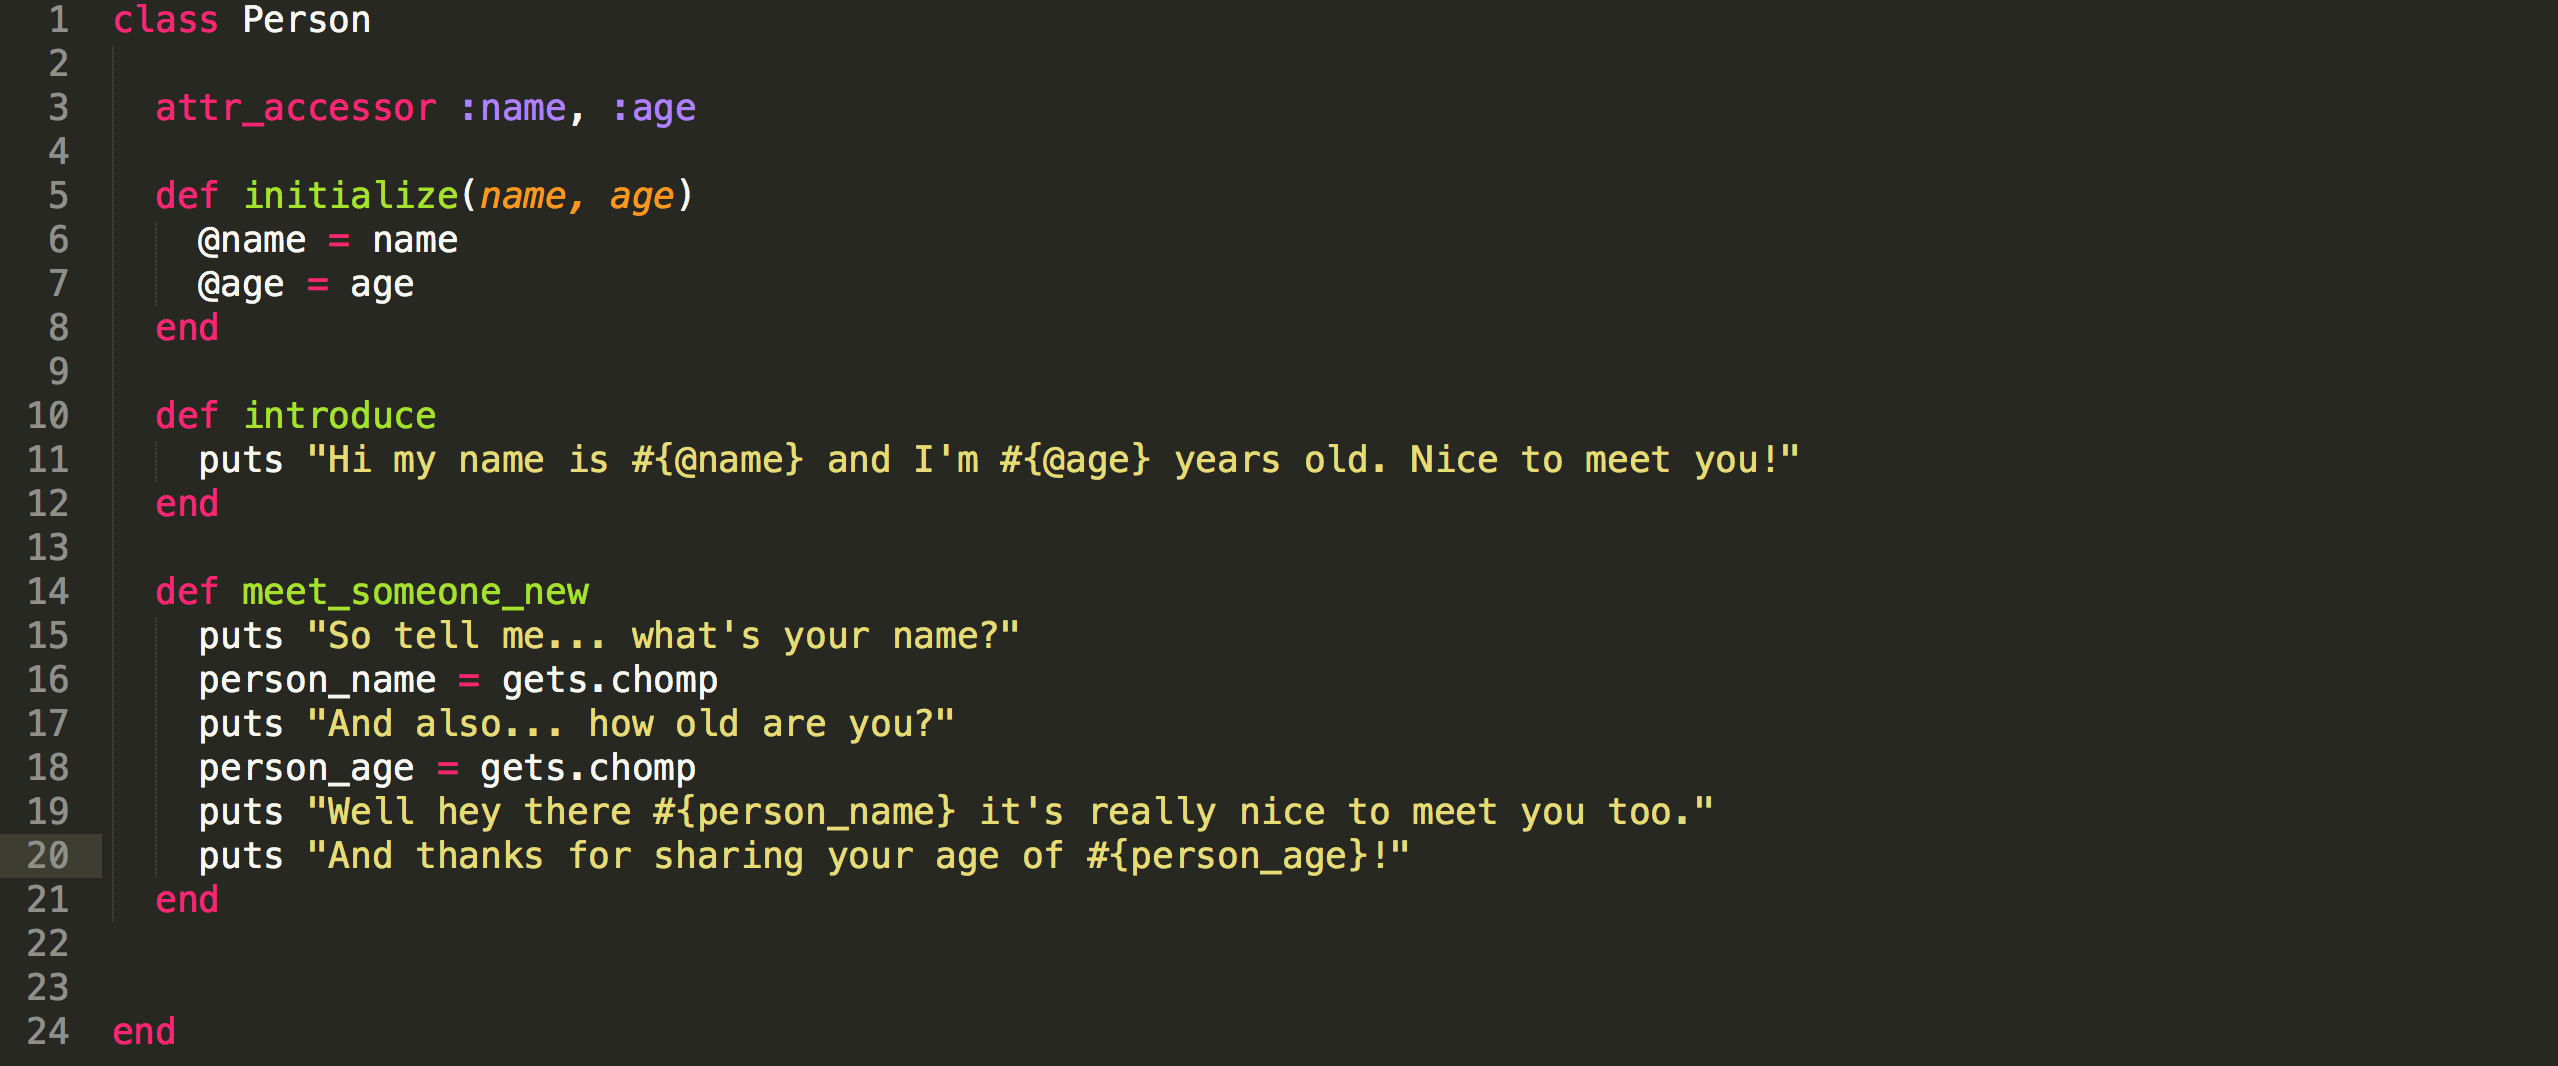 1 class Person
2
3   attr_accessor :name, :age
4
5   def initialize(name, age)
6     @name = name
7     @age = age
8   end
9
10   def introduce
11     puts "Hi my name is #{@name} and I'm #{@age} years old. Nice to meet you!"
12   end
13
14   def meet_someone_new
15     puts "So tell me... what's your name?"
16     person_name = gets.chomp
17     puts "And also... how old are you?"
18     person_age = gets.chomp
19     puts "Well hey there #{person_name} it's really nice to meet you too."
20     puts "And thanks for sharing your age of #{person_age}!"
21   end
22
23
24 end